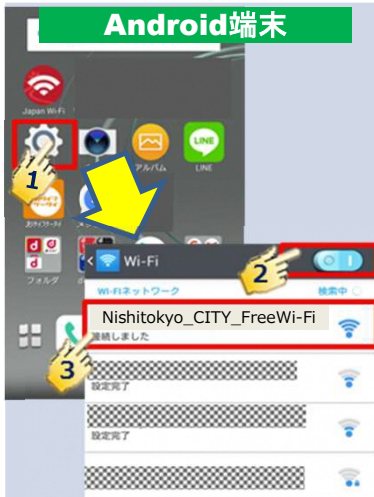 Android端末
Japan Wi-Fi
1
アルバム
LINE
LINE
フォルダ
Wi-Fi
2
Wi-Fiネットワーク
検索中
Nishitokyo_CITY_FreeWi-Fi
接続しました
3
設定完了
設定完了